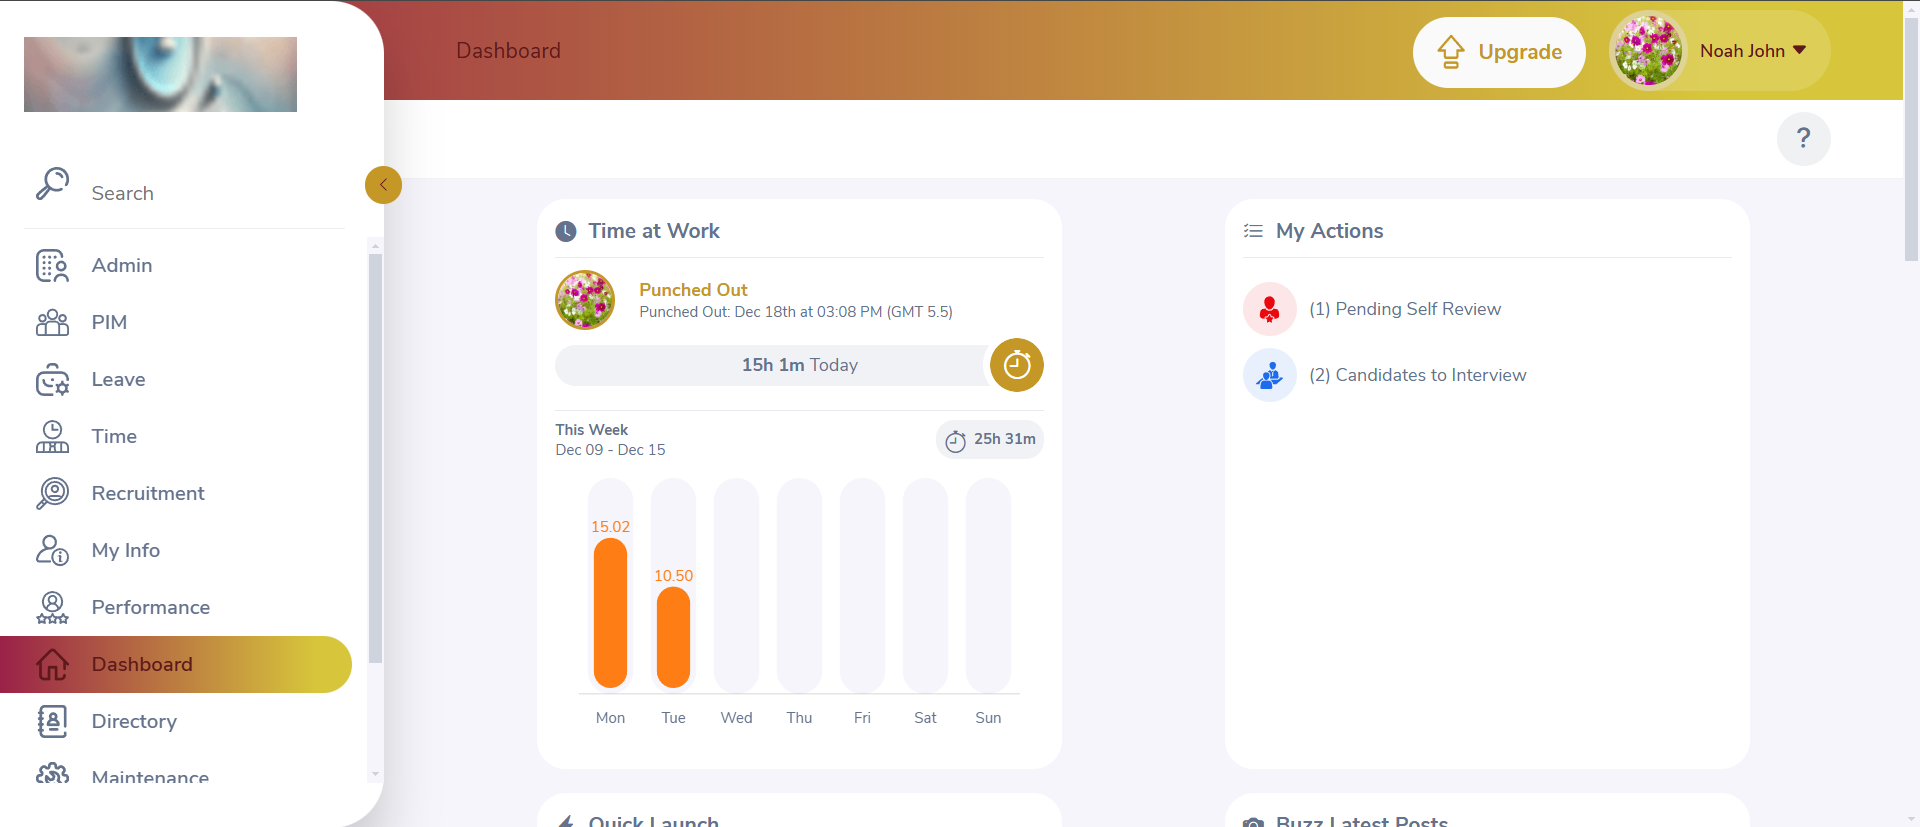 Dashboard
Upgrade
Noah John
?
Search
Admin
PIM
Leave
Time
Recruitment
My Info
Performance
Dashboard
Directory
Maintenance
Time at Work
Punched Out
Punched Out: Dec 18th at 03:08 PM (GMT 5.5)
15h 1m Today
This Week
Dec 09 - Dec 15
25h 31m
15.02
10.50
Mon Tue Wed Thu Fri Sat Sun
My Actions
(1) Pending Self Review
(2) Candidates to Interview
Quick Launch
Buzz Latest Posts